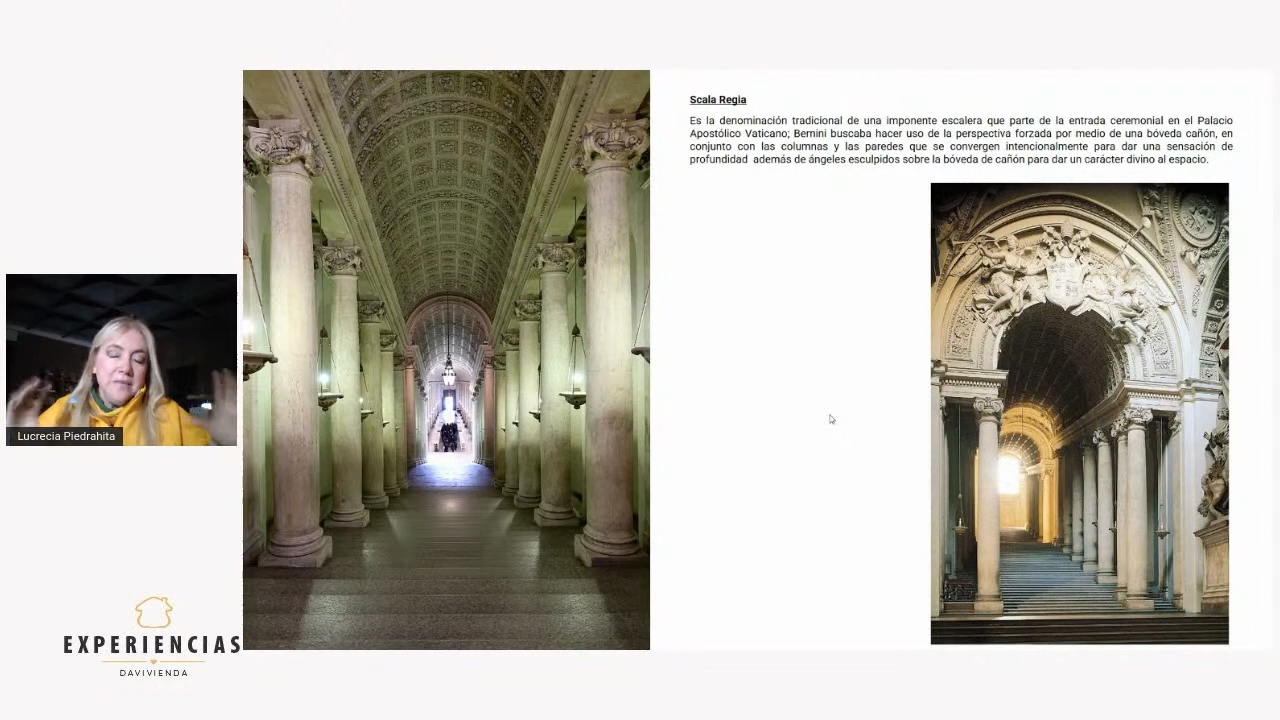 Scala Regia
Es la denominación tradicional de una imponente escalera que parte de la entrada ceremonial en el Palacio
Apostólico Vaticano; Bernini buscaba hacer uso de la perspectiva forzada por medio de una bóveda cañón, en
conjunto con las columnas y las paredes que se convergen intencionalmente para dar una sensación de
profundidad además de ángeles esculpidos sobre la bóveda de cañón para dar un carácter divino al espacio.
Lucrecia Piedrahita
EXPERIENCIAS
DAVIVIENDA